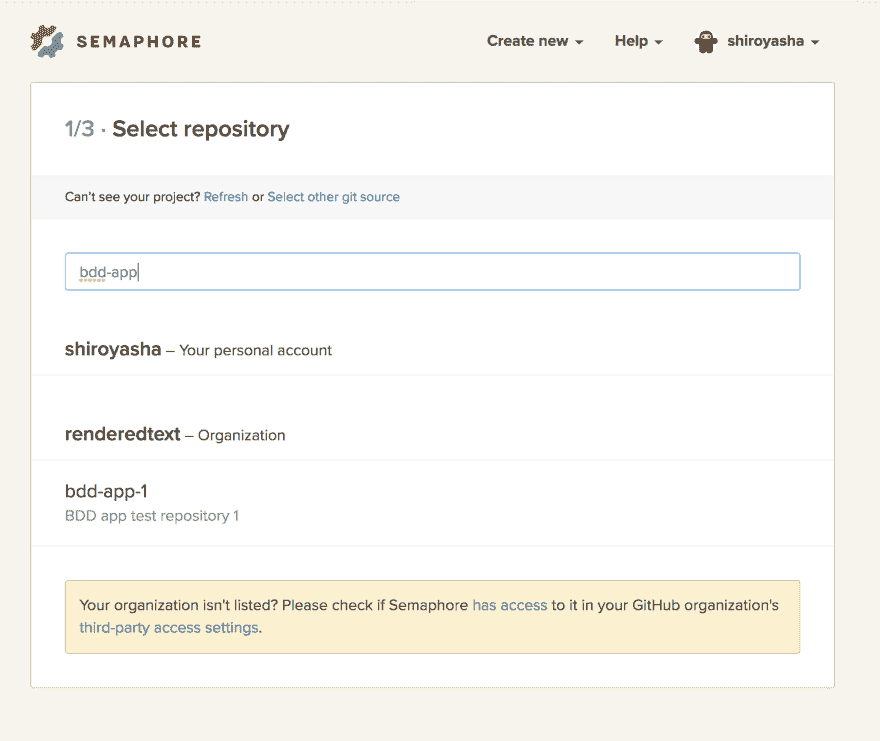 SEMAPHORE
Create new
Help
shiroyasha
1/3 · Select repository
Can't see your project? Refresh or Select other git source
bdd-app
shiroyasha – Your personal account
renderedtext – Organization
bdd-app-1
BDD app test repository 1
Your organization isn't listed? Please check if Semaphore has access to it in your GitHub organization's
third-party access settings.